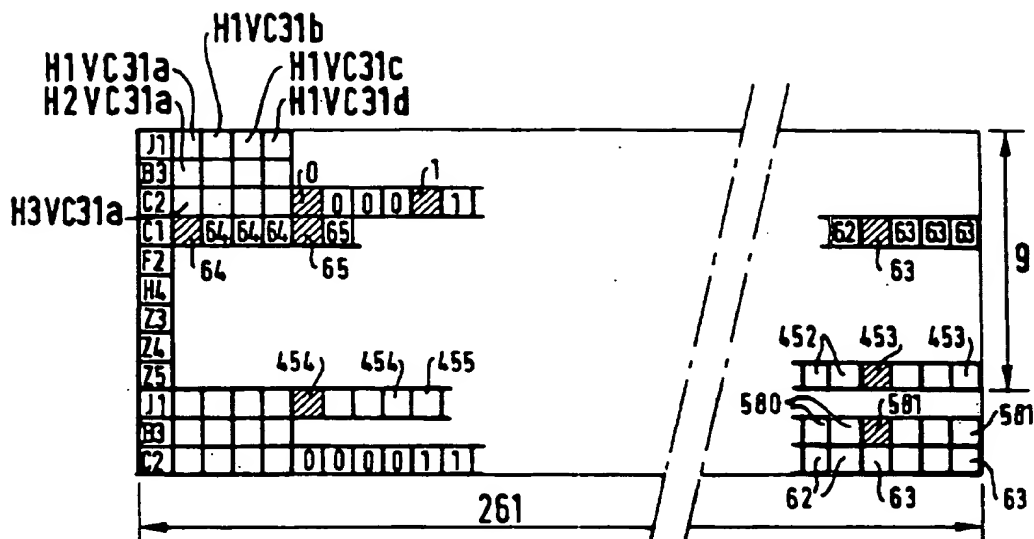 H1VC31b
H1VC31a H1VC31c
H2VC31a H1VC31d
J1
B3 0 1
C2 0 0 0 1
H3VC31a
C1 64 64 64 65 62 63 63 63
64 65 63
F2 9
H4
Z3
Z4 452 453 453
Z5 454 454 455
J1 580 581 581
B3
C2 0 0 0 0 1 1
62 63 63
261